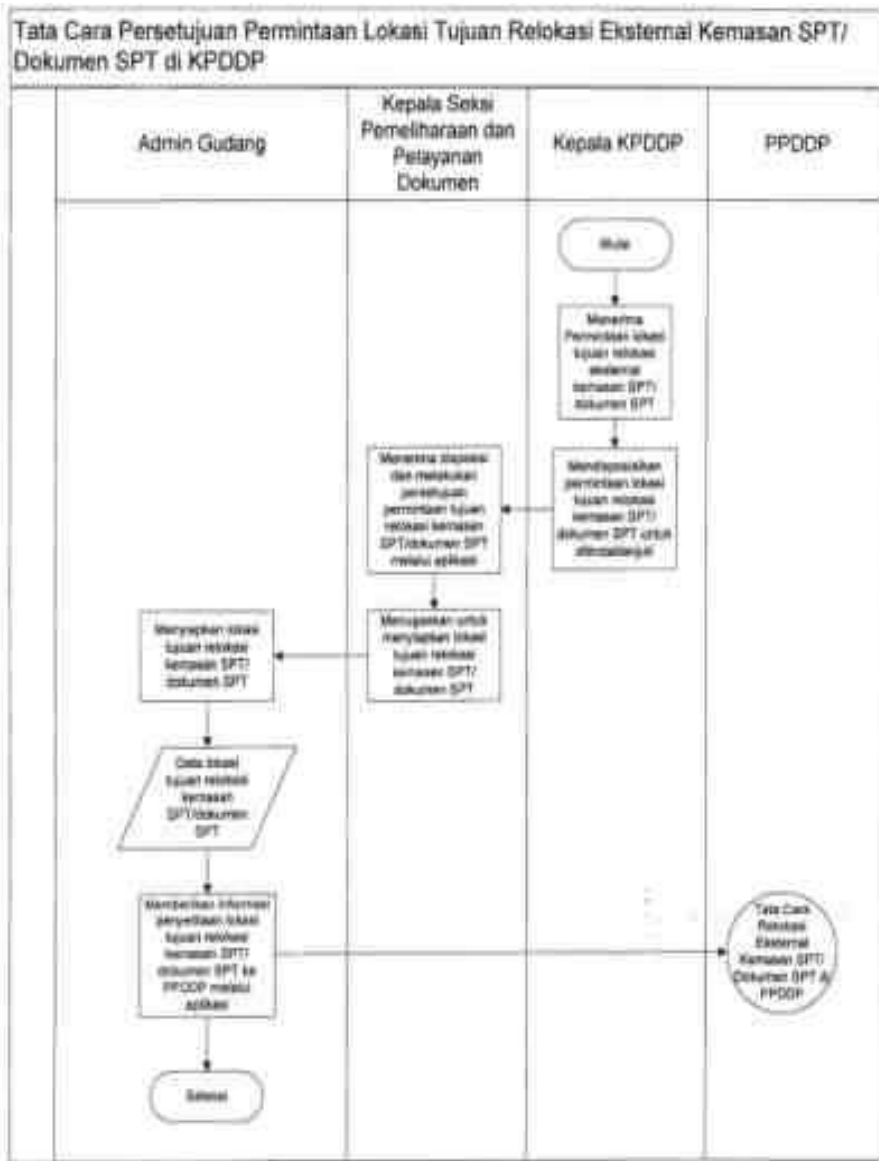 Tata Cara Persetujuan Permintaan Lokasi Tujuan Relokasi Eksternal Kemasan SPT/
Dokumen SPT di KPDDP
Admin Gudang
Kepala Seksi
Pemeliharaan dan
Pelayanan
Dokumen
Kepala KPDDP
PPDDP
Mulai
Menerima
Permintaan lokasi
tujuan relokasi
eksternal
kemasan SPT/
dokumen SPT
Mendisposisikan
permintaan lokasi
tujuan relokasi
kemasan SPT/
dokumen SPT untuk
ditindaklanjuti
Menerima disposisi
dan melakukan
persetujuan
permintaan tujuan
relokasi kemasan
SPT/dokumen SPT
melalui aplikasi
Menugaskan untuk
menyiapkan lokasi
tujuan relokasi
kemasan SPT/
dokumen SPT
Menyiapkan lokasi
tujuan relokasi
kemasan SPT/
dokumen SPT
Data lokasi
tujuan relokasi
kemasan
SPT/dokumen
SPT
Memberikan informasi
penyediaan lokasi
tujuan relokasi
kemasan SPT/
dokumen SPT ke
PPDDP melalui
aplikasi
Tata Cara
Relokasi
Eksternal
Kemasan SPT/
Dokumen SPT di
PPDDP
Selesai